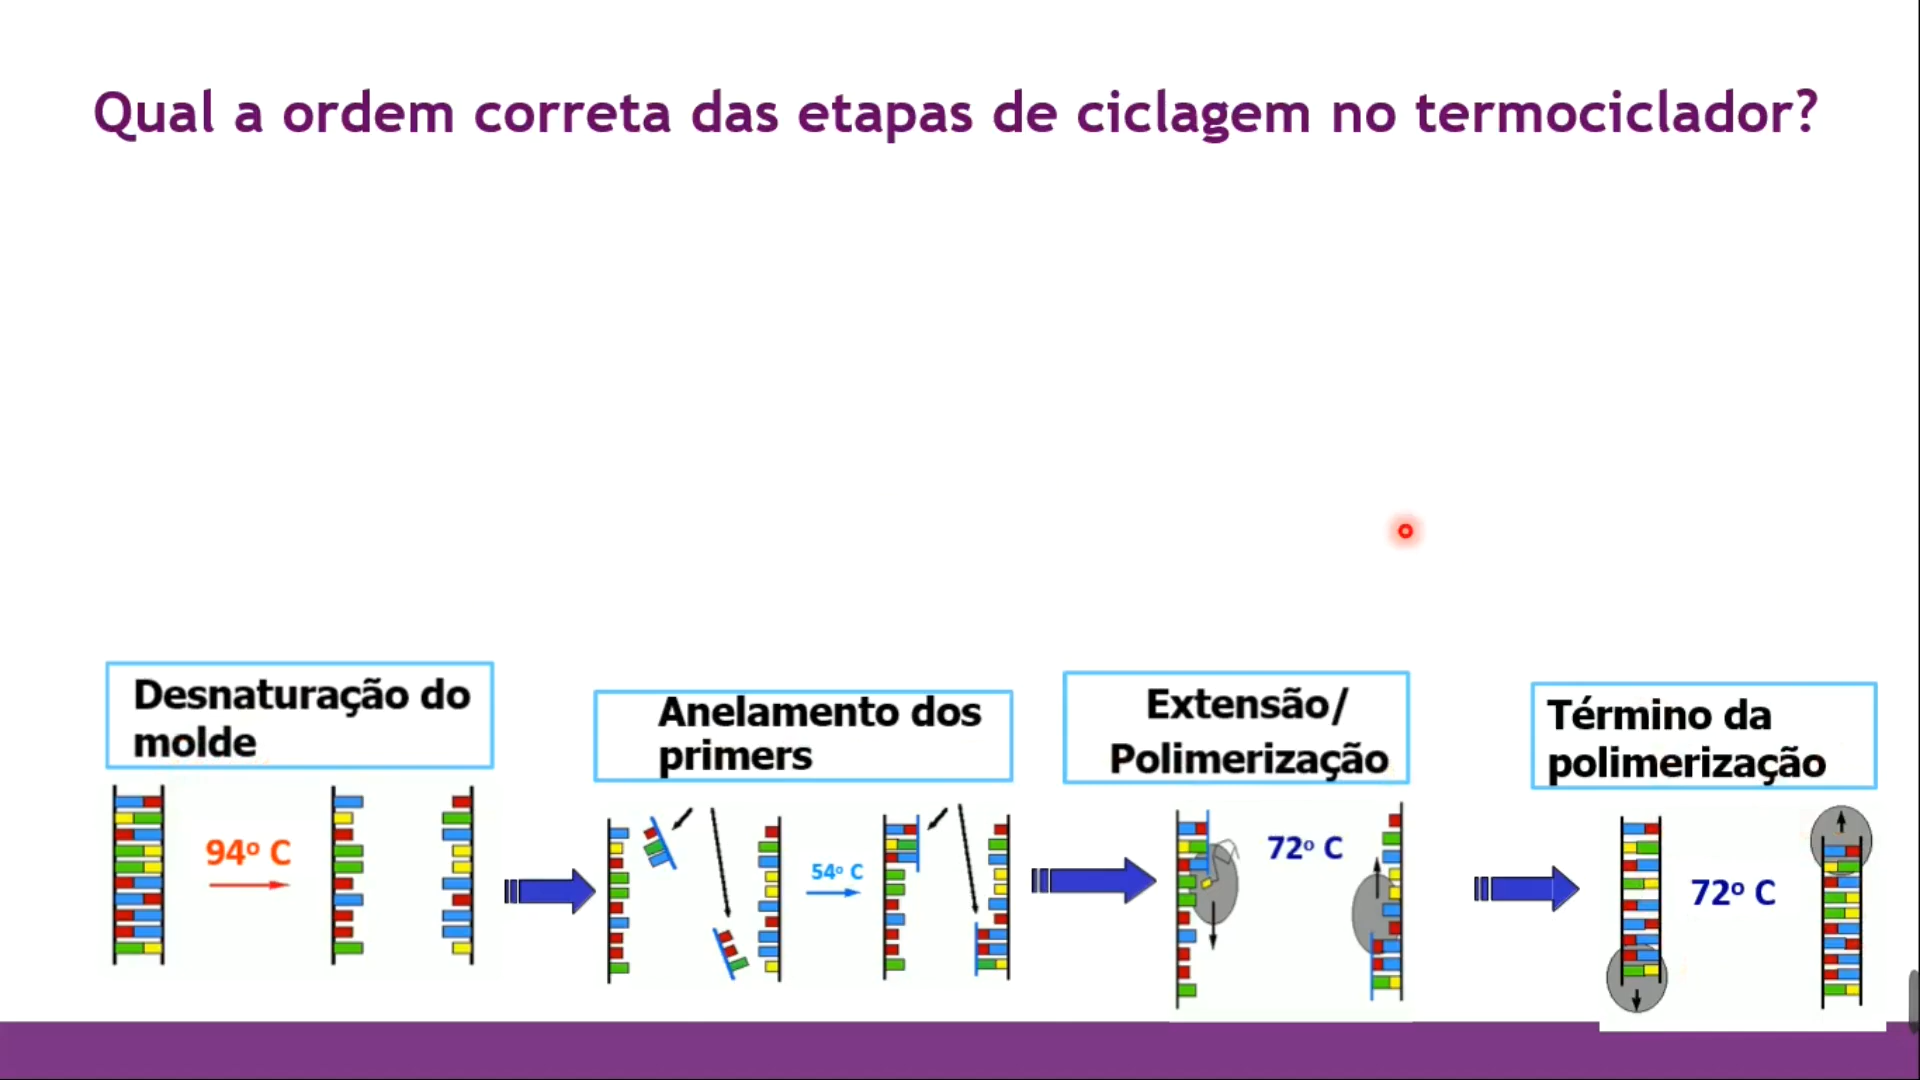 Qual a ordem correta das etapas de ciclagem no termociclador?
Desnaturação do
molde
94º C
Anelamento dos
primers
54º C
Extensão/
Polimerização
72º C
Término da
polimerização
72º C